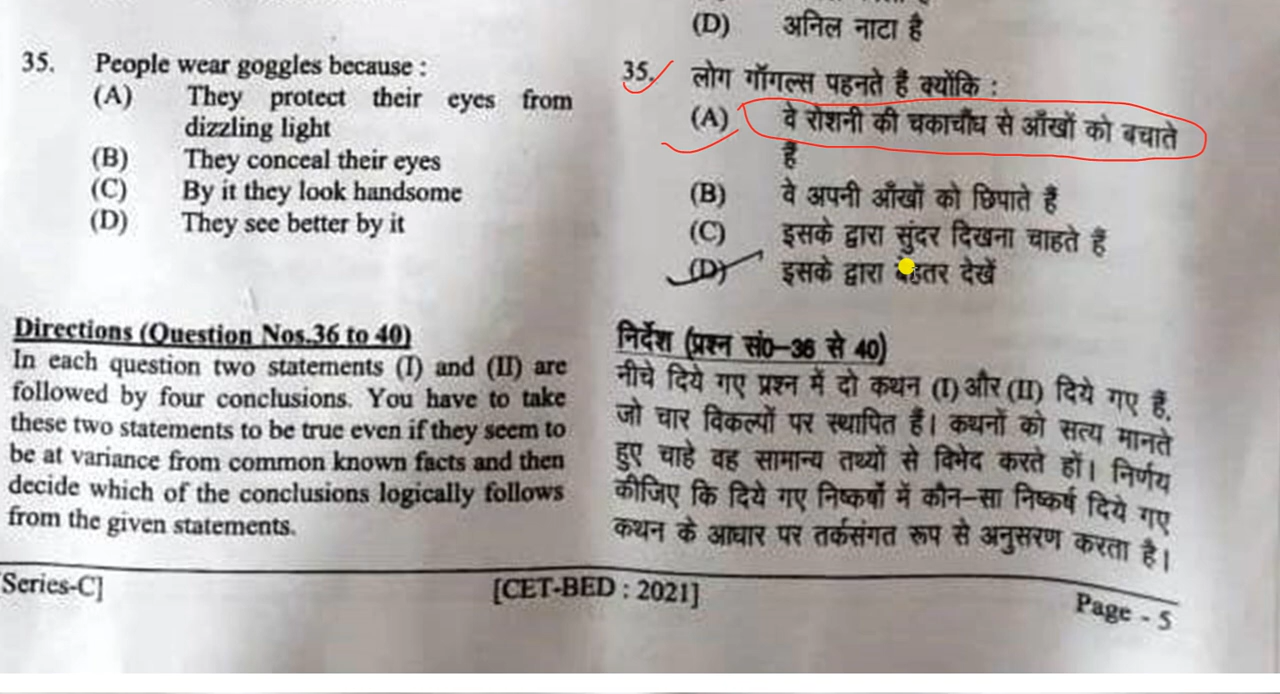 35. People wear goggles because :
(A) They protect their eyes from
dizzling light
(B) They conceal their eyes
(C) By it they look handsome
(D) They see better by it
Directions (Question Nos.36 to 40)
In each question two statements (I) and (II) are
followed by four conclusions. You have to take
these two statements to be true even if they seem to
be at variance from common known facts and then
decide which of the conclusions logically follows
from the given statements.
(D) अनिल नाटा है
35. लोग गॉगल्स पहनते हैं क्योंकि :
(A) वे रोशनी की चकाचौंध से आँखों को बचाते
हैं
(B) वे अपनी आँखों को छिपाते हैं
(C) इसके द्वारा सुंदर दिखना चाहते हैं
(D) इसके द्वारा बेहतर देखें
निर्देश (प्रश्न सं0–36 से 40)
नीचे दिये गए प्रश्न में दो कथन (I) और (II) दिये गए हैं,
जो चार विकल्पों पर स्थापित हैं। कथनों को सत्य मानते
हुए चाहे वह सामान्य तथ्यों से विभेद करते हों। निर्णय
कीजिए कि दिये गए निष्कर्षों में कौन–सा निष्कर्ष दिये गए
कथन के आधार पर तर्कसंगत रूप से अनुसरण करता है।
Series-C] [CET-BED : 2021] Page - 5